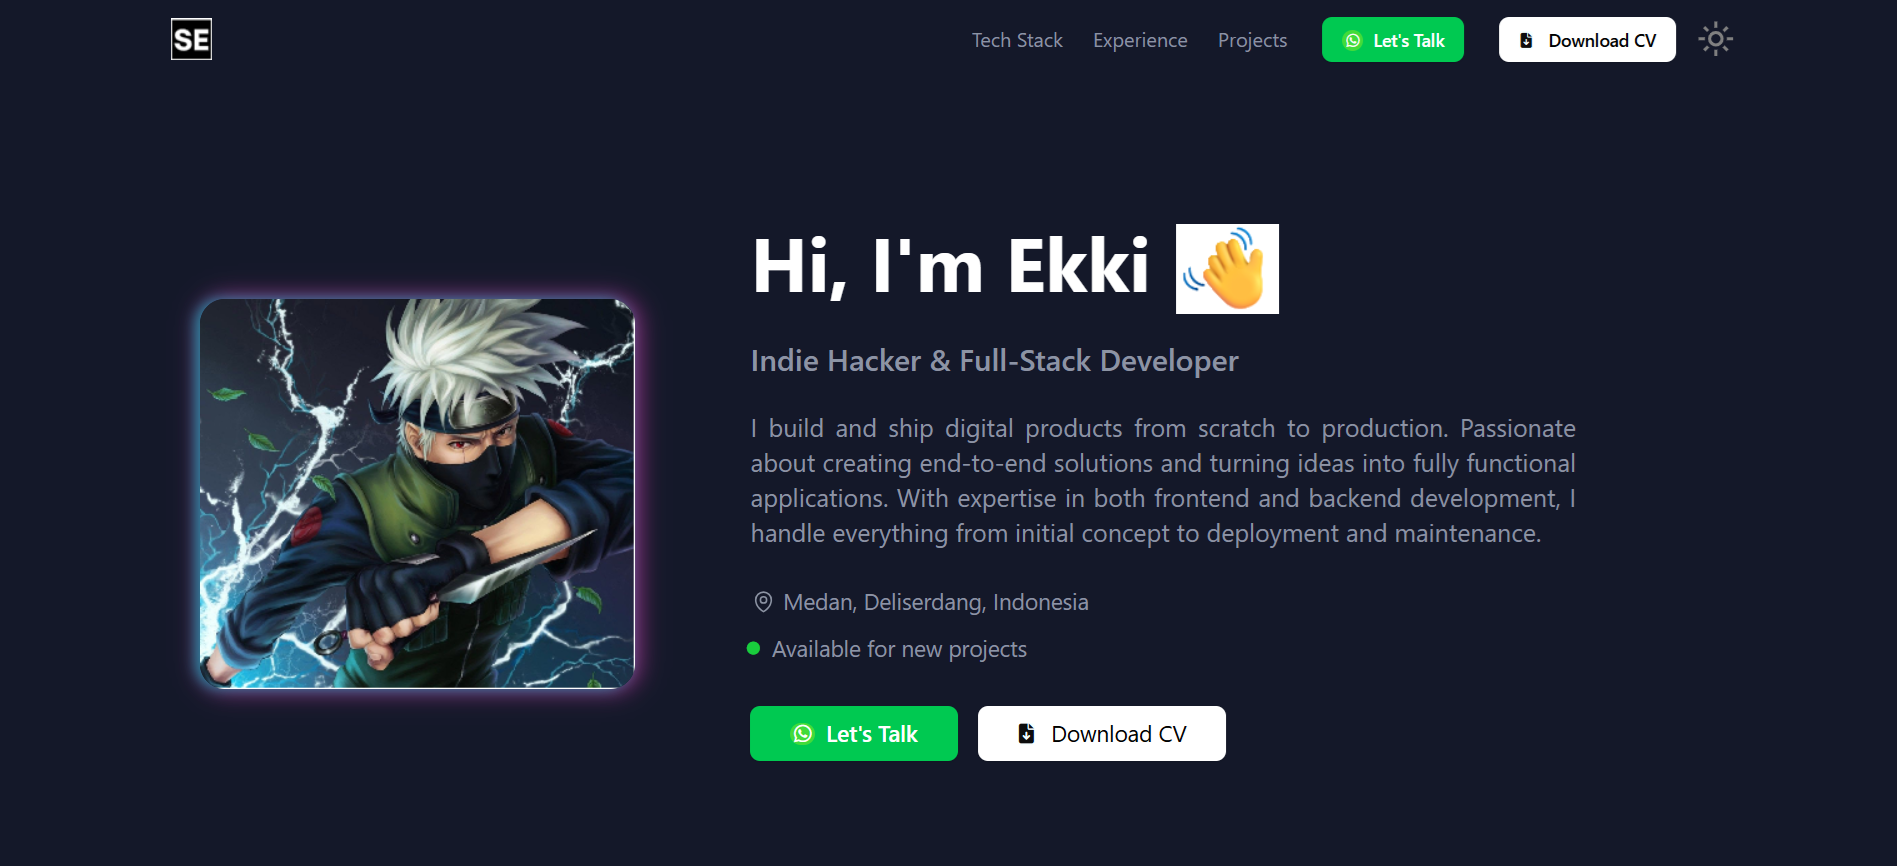 SE
Tech Stack
Experience
Projects
Let's Talk
Download CV
Hi, I'm Ekki
Indie Hacker & Full-Stack Developer
I build and ship digital products from scratch to production. Passionate
about creating end-to-end solutions and turning ideas into fully functional
applications. With expertise in both frontend and backend development, I
handle everything from initial concept to deployment and maintenance.
Medan, Deliserdang, Indonesia
Available for new projects
Let's Talk
Download CV